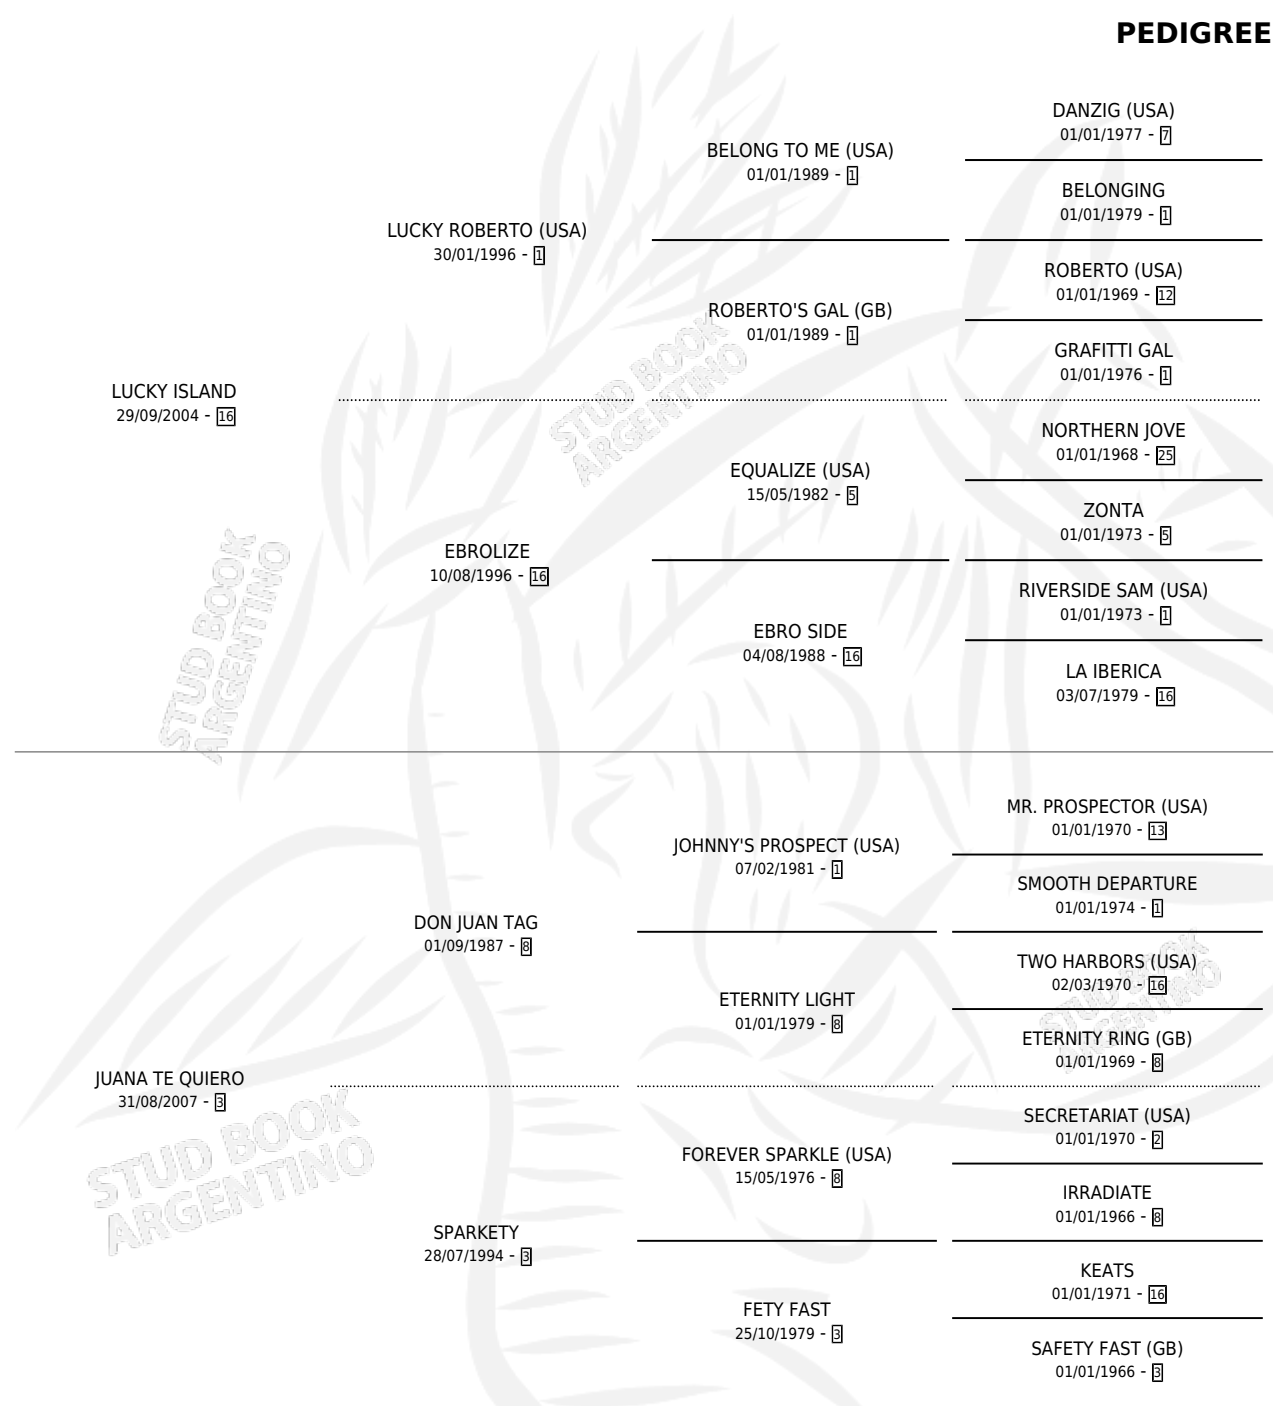 PEDIGREE
DANZIG (USA)
01/01/1977 - 7
BELONG TO ME (USA)
01/01/1989 - 1
BELONGING
01/01/1979 - 1
LUCKY ROBERTO (USA)
30/01/1996 - 1
ROBERTO (USA)
01/01/1969 - 12
ROBERTO'S GAL (GB)
01/01/1989 - 1
GRAFITTI GAL
01/01/1976 - 1
LUCKY ISLAND
29/09/2004 - 16
NORTHERN JOVE
01/01/1968 - 25
EQUALIZE (USA)
15/05/1982 - 5
ZONTA
01/01/1973 - 5
EBROLIZE
10/08/1996 - 16
RIVERSIDE SAM (USA)
01/01/1973 - 1
EBRO SIDE
04/08/1988 - 16
LA IBERICA
03/07/1979 - 16
MR. PROSPECTOR (USA)
01/01/1970 - 13
JOHNNY'S PROSPECT (USA)
07/02/1981 - 1
SMOOTH DEPARTURE
01/01/1974 - 1
DON JUAN TAG
01/09/1987 - 8
TWO HARBORS (USA)
02/03/1970 - 16
ETERNITY LIGHT
01/01/1979 - 8
ETERNITY RING (GB)
01/01/1969 - 8
JUANA TE QUIERO
31/08/2007 - 3
SECRETARIAT (USA)
01/01/1970 - 2
FOREVER SPARKLE (USA)
15/05/1976 - 8
IRRADIATE
01/01/1966 - 8
SPARKETY
28/07/1994 - 3
KEATS
01/01/1971 - 16
FETY FAST
25/10/1979 - 3
SAFETY FAST (GB)
01/01/1966 - 3
STUD BOOK
ARGENTINO
STUD BOOK
ARGENTINO
STUD BOOK
ARGENTINO
STUD BOOK
ARGENTINO